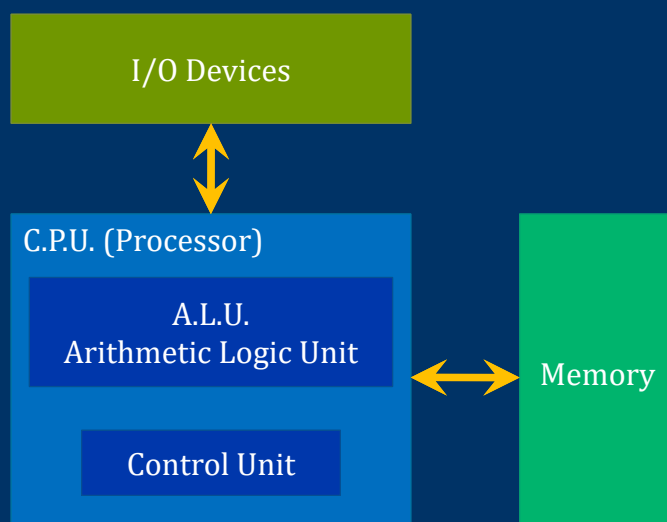 I/O Devices
C.P.U. (Processor)
A.L.U.
Arithmetic Logic Unit
Memory
Control Unit